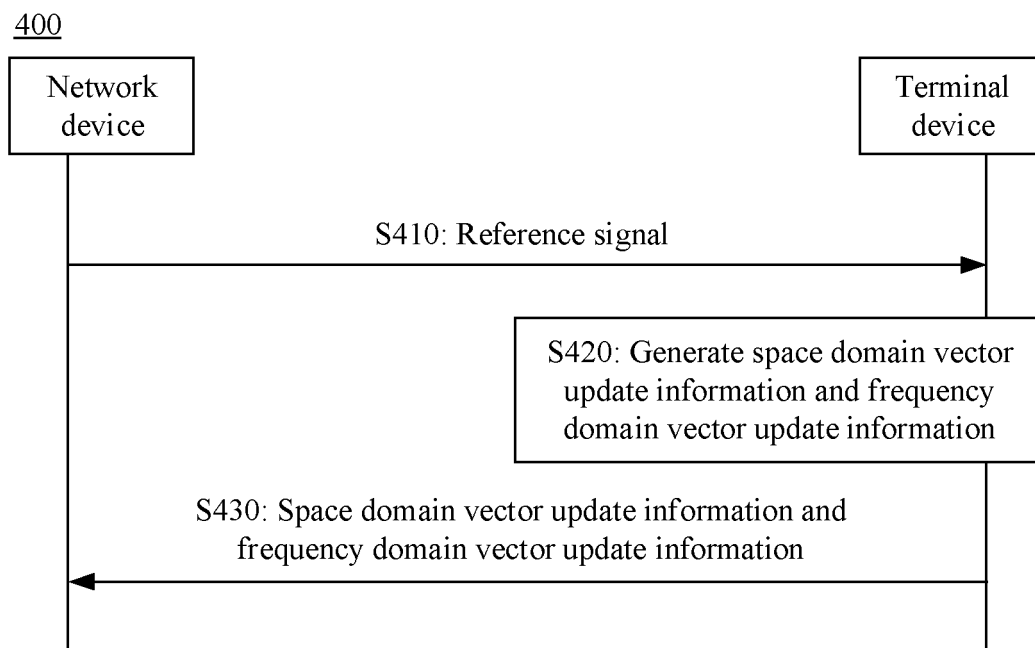 400
Network
device
Terminal
device
S410: Reference signal
S420: Generate space domain vector
update information and frequency
domain vector update information
S430: Space domain vector update information and
frequency domain vector update information